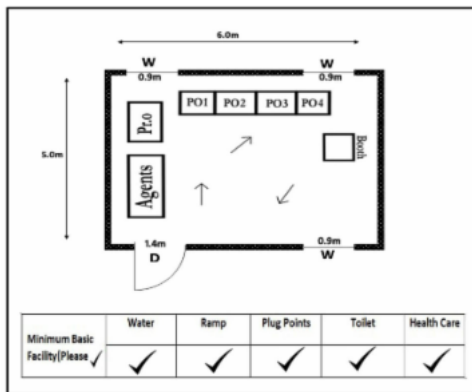 6.0m
W
W
0.9m
0.9m
5.0m
PO1 PO2 PO3 PO4
Pr.o
Booth
Agents
1.4m
0.9m
D
W
Water Ramp Plug Points Toilet Health Care
Minimum Basic
Facility(Please ✓
✓ ✓ ✓ ✓ ✓